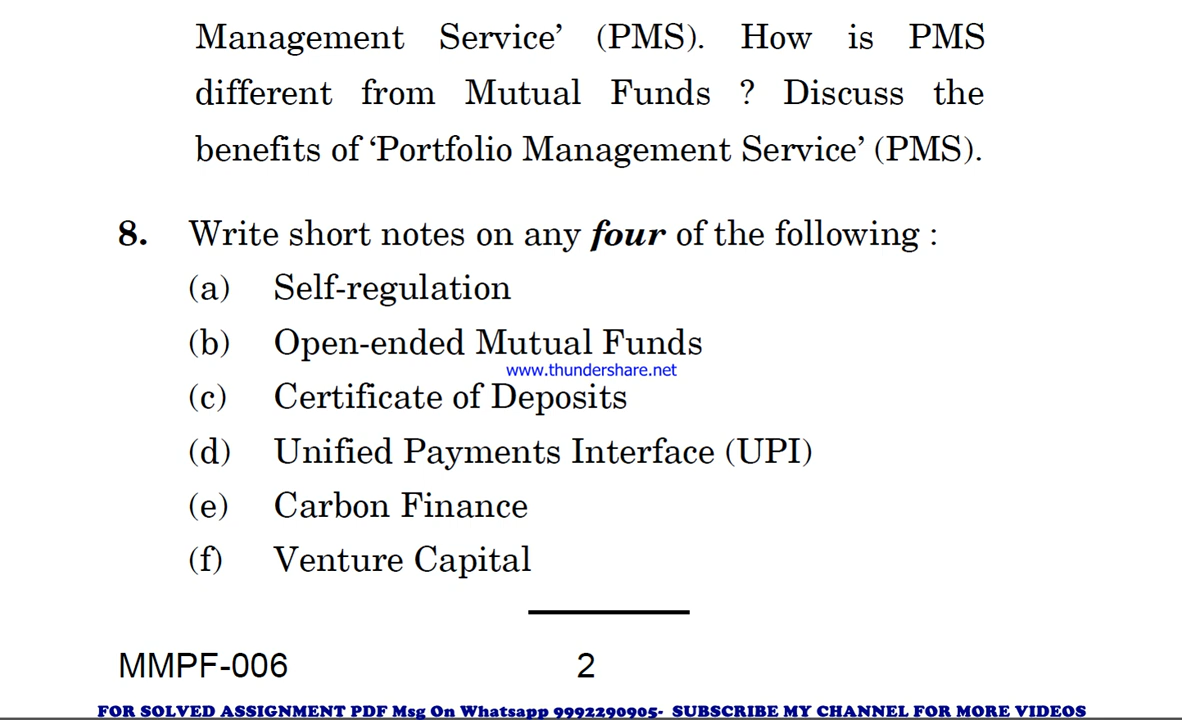 Management Service’ (PMS). How is PMS
different from Mutual Funds ? Discuss the
benefits of ‘Portfolio Management Service’ (PMS).
8. Write short notes on any four of the following :
(a) Self-regulation
(b) Open-ended Mutual Funds
www.thundershare.net
(c) Certificate of Deposits
(d) Unified Payments Interface (UPI)
(e) Carbon Finance
(f) Venture Capital
MMPF-006 2
FOR SOLVED ASSIGNMENT PDF Msg On Whatsapp 9992290905- SUBSCRIBE MY CHANNEL FOR MORE VIDEOS